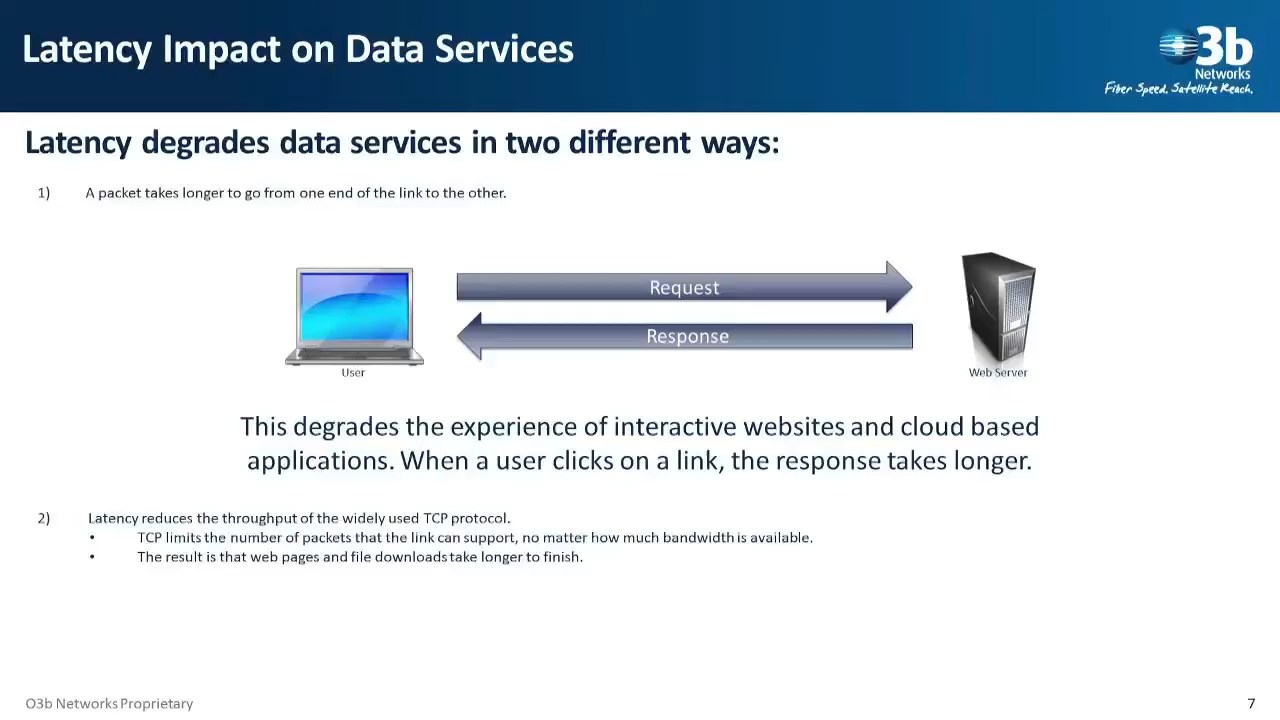 Latency Impact on Data Services
O3b
Networks
Fiber Speed. Satellite Reach.
Latency degrades data services in two different ways:
1) A packet takes longer to go from one end of the link to the other.
Request
Response
User
Web Server
This degrades the experience of interactive websites and cloud based
applications. When a user clicks on a link, the response takes longer.
2) Latency reduces the throughput of the widely used TCP protocol.
• TCP limits the number of packets that the link can support, no matter how much bandwidth is available.
• The result is that web pages and file downloads take longer to finish.
O3b Networks Proprietary
7